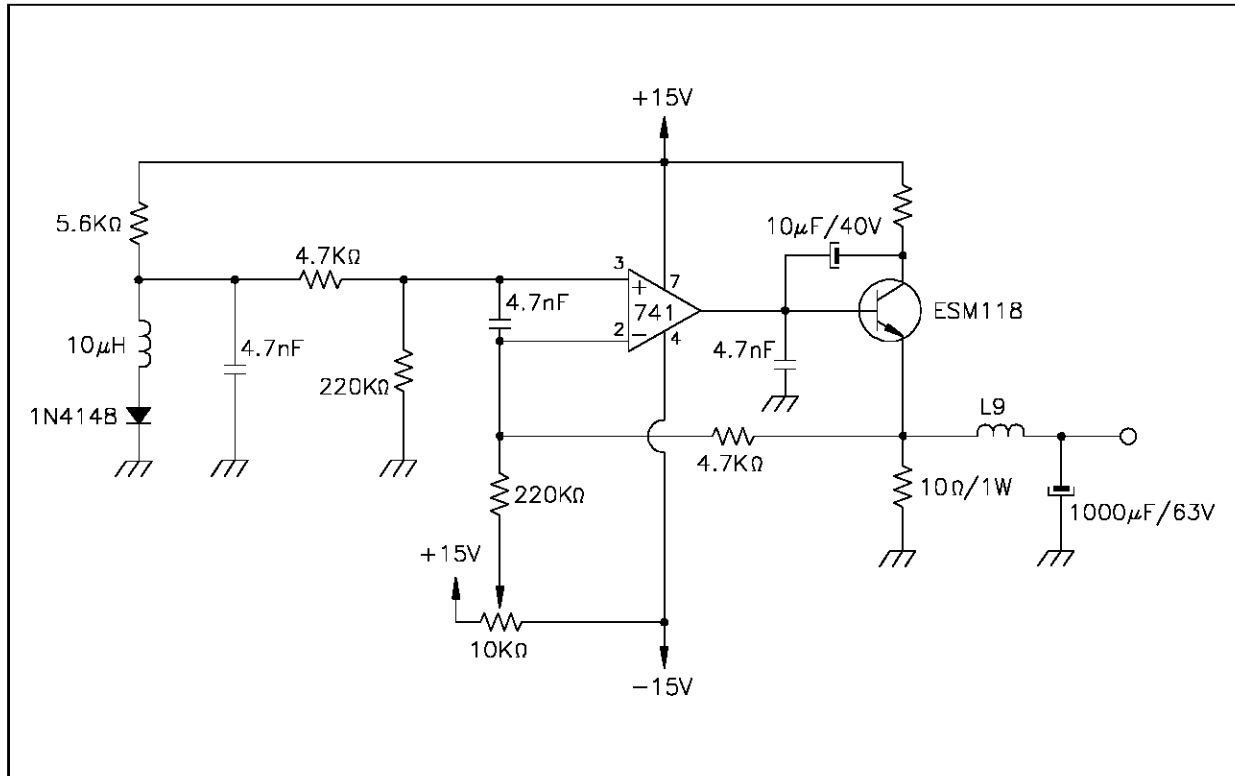 +15V
5.6KΩ
10µF/40V
4.7KΩ
3
7
+
4.7nF
741
ESM118
10µH
4.7nF
2
−
4
4.7nF
220KΩ
1N4148
L9
4.7KΩ
220KΩ
10Ω/1W
1000µF/63V
+15V
10KΩ
−15V